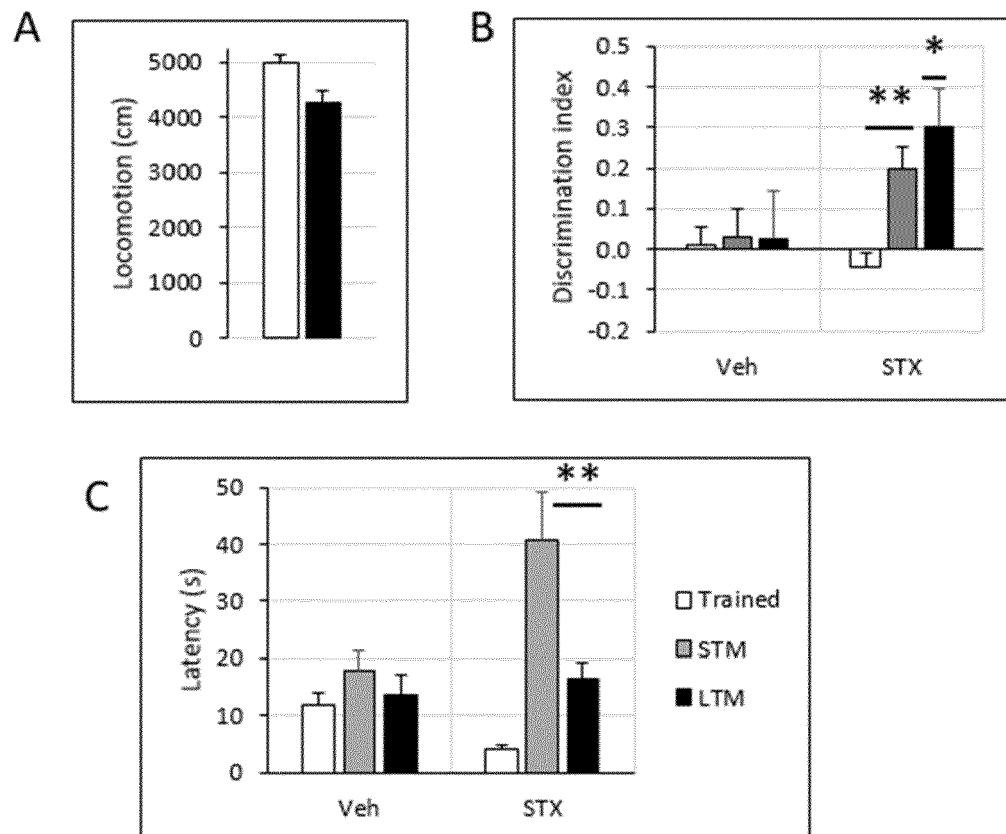 A
Locomotion (cm)
5000
4000
3000
2000
1000
0
B
Discrimination index
0.5
0.4
0.3
0.2
0.1
0.0
-0.1
-0.2
**
*
Veh STX
C
Latency (s)
50
40
30
20
10
0
**
Veh STX
Trained
STM
LTM